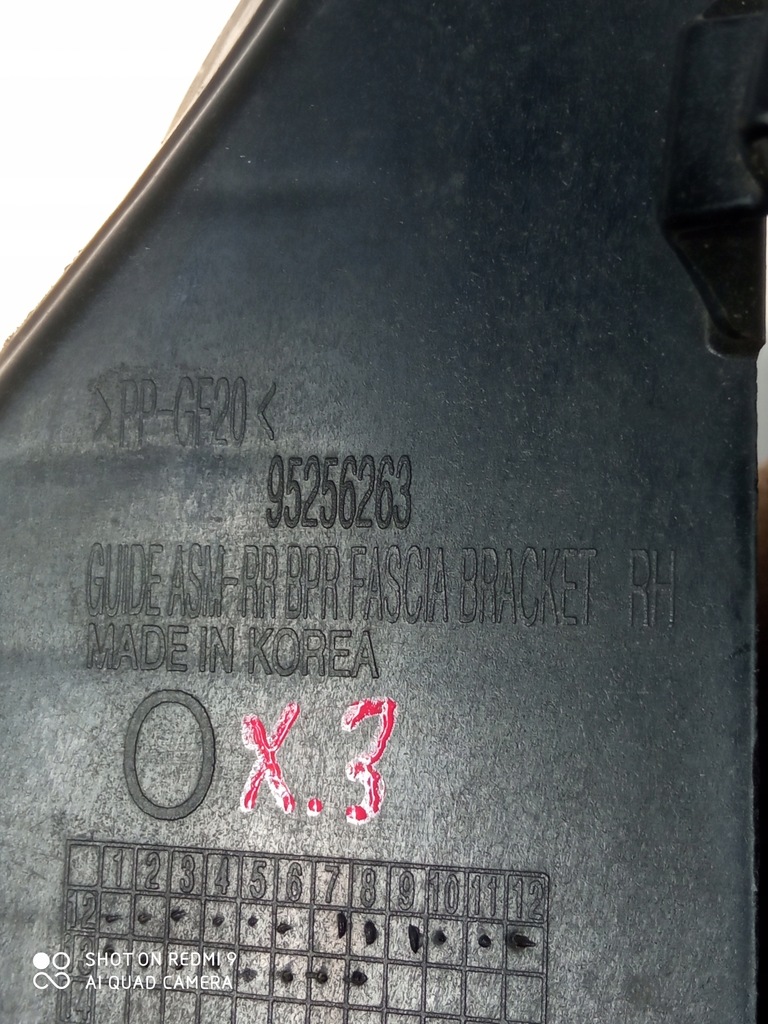 >PP-GF20<
95256263
GUIDE ASM-RR BPR FASCIA BRACKET RH
MADE IN KOREA
X.3
1 2 3 4 5 6 7 8 9 10 11 12
12
SHOT ON REDMI 9
AI QUAD CAMERA